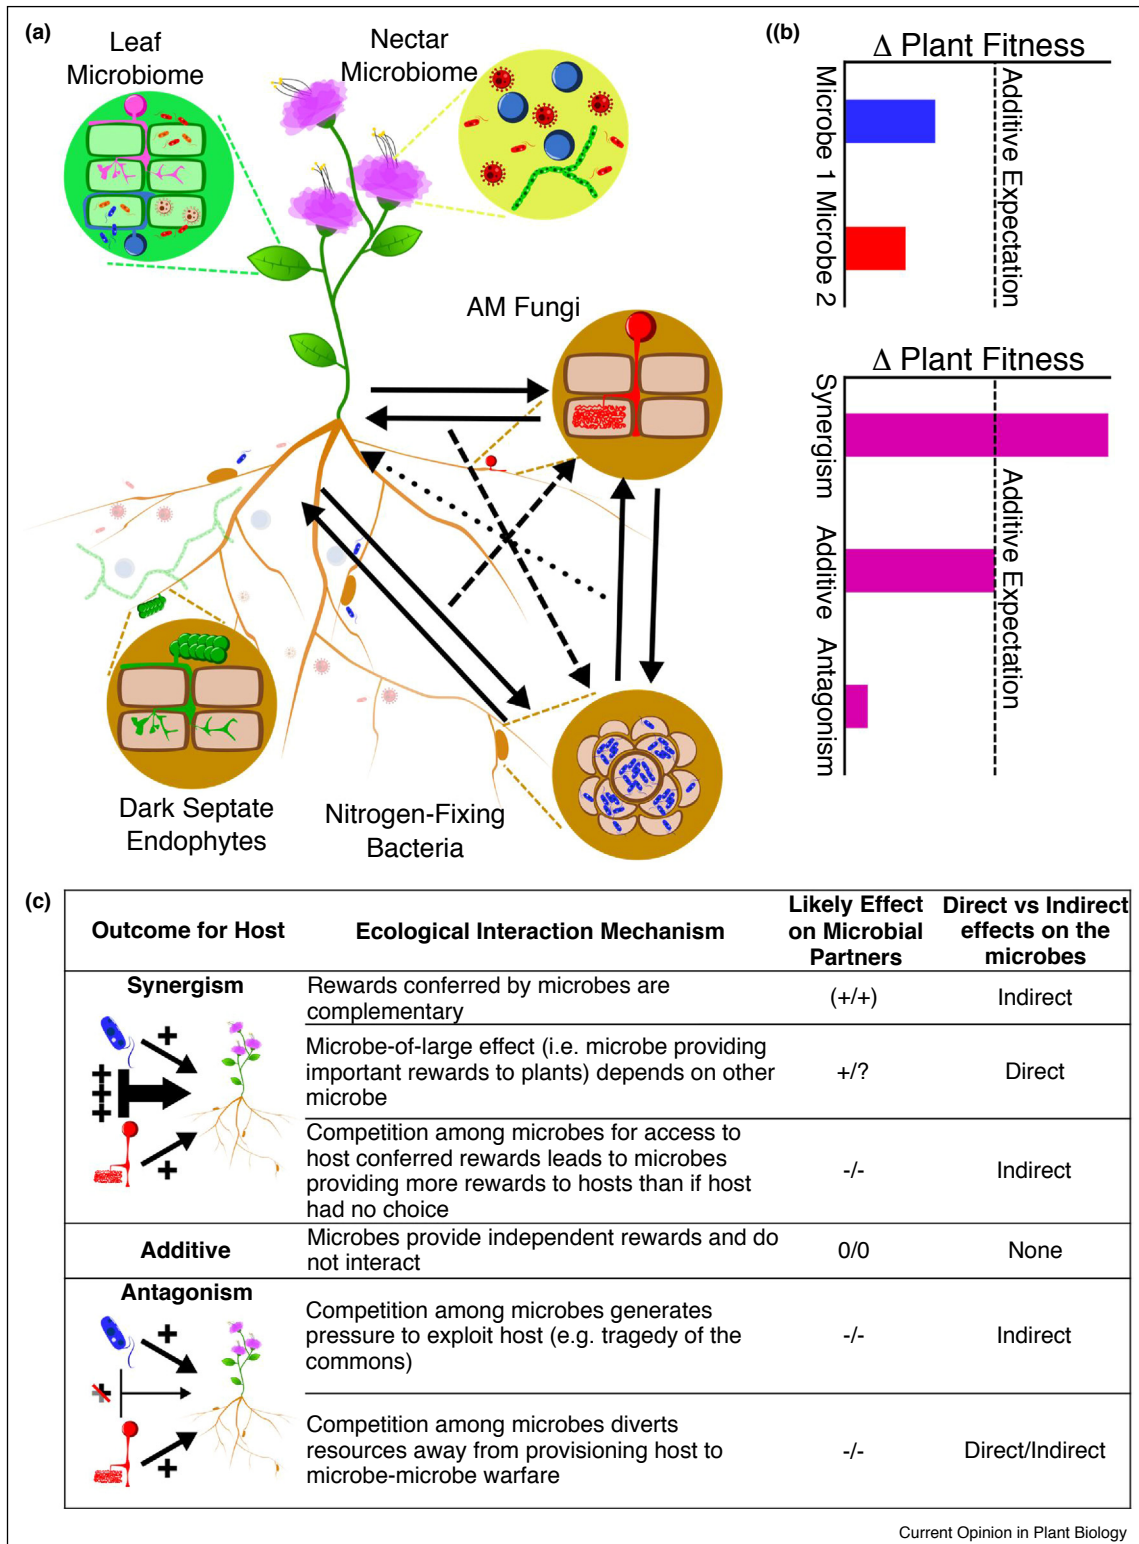 (a)
Leaf
Microbiome
Nectar
Microbiome
AM Fungi
Dark Septate
Endophytes
Nitrogen-Fixing
Bacteria
((b)
Δ Plant Fitness
Microbe 1
Microbe 2
Additive Expectation
Δ Plant Fitness
Synergism
Additive
Antagonism
Additive Expectation
(c)
Outcome for Host
Ecological Interaction Mechanism
Likely Effect
on Microbial
Partners
Direct vs Indirect
effects on the
microbes
Synergism
+
+
+
+
+
Rewards conferred by microbes are
complementary
(+/+)
Indirect
Microbe-of-large effect (i.e. microbe providing
important rewards to plants) depends on other
microbe
+/?
Direct
Competition among microbes for access to
host conferred rewards leads to microbes
providing more rewards to hosts than if host
had no choice
-/-
Indirect
Additive
Microbes provide independent rewards and do
not interact
0/0
None
Antagonism
+
+
+
Competition among microbes generates
pressure to exploit host (e.g. tragedy of the
commons)
-/-
Indirect
Competition among microbes diverts
resources away from provisioning host to
microbe-microbe warfare
-/-
Direct/Indirect
Current Opinion in Plant Biology